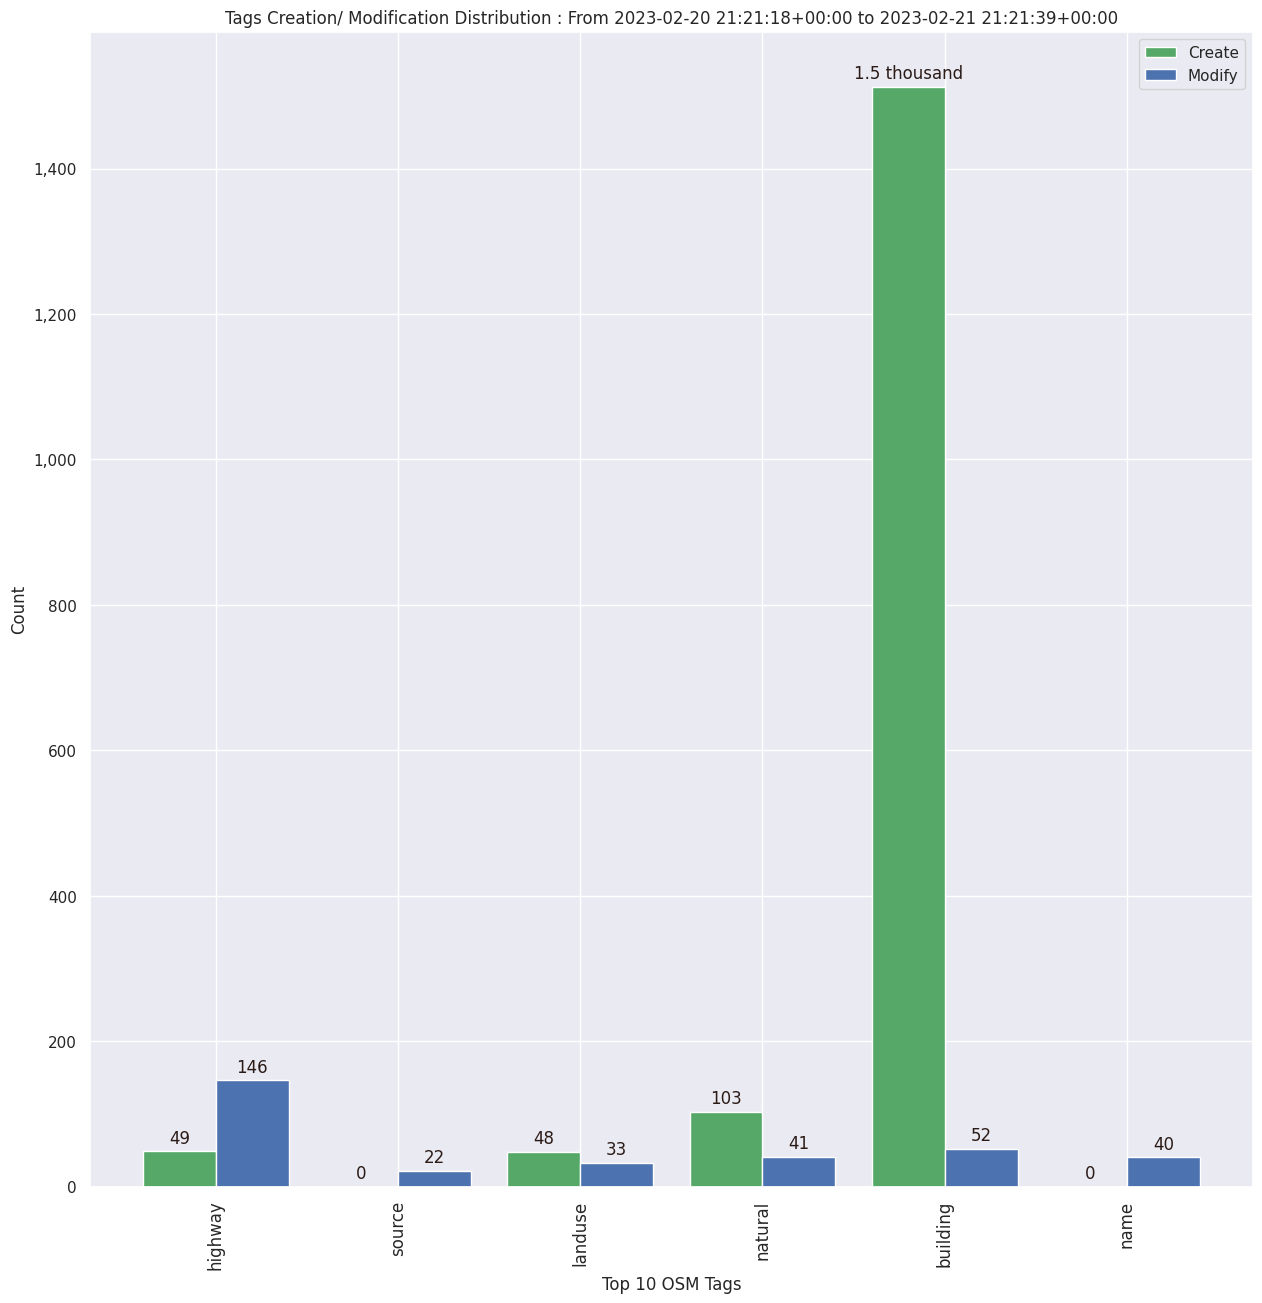 Tags Creation/ Modification Distribution : From 2023-02-20 21:21:18+00:00 to 2023-02-21 21:21:39+00:00
Create
Modify
1.5 thousand
1,400
1,200
1,000
800
600
400
200
0
Count
49
146
0
22
48
33
103
41
52
0
40
highway
source
landuse
natural
building
name
Top 10 OSM Tags